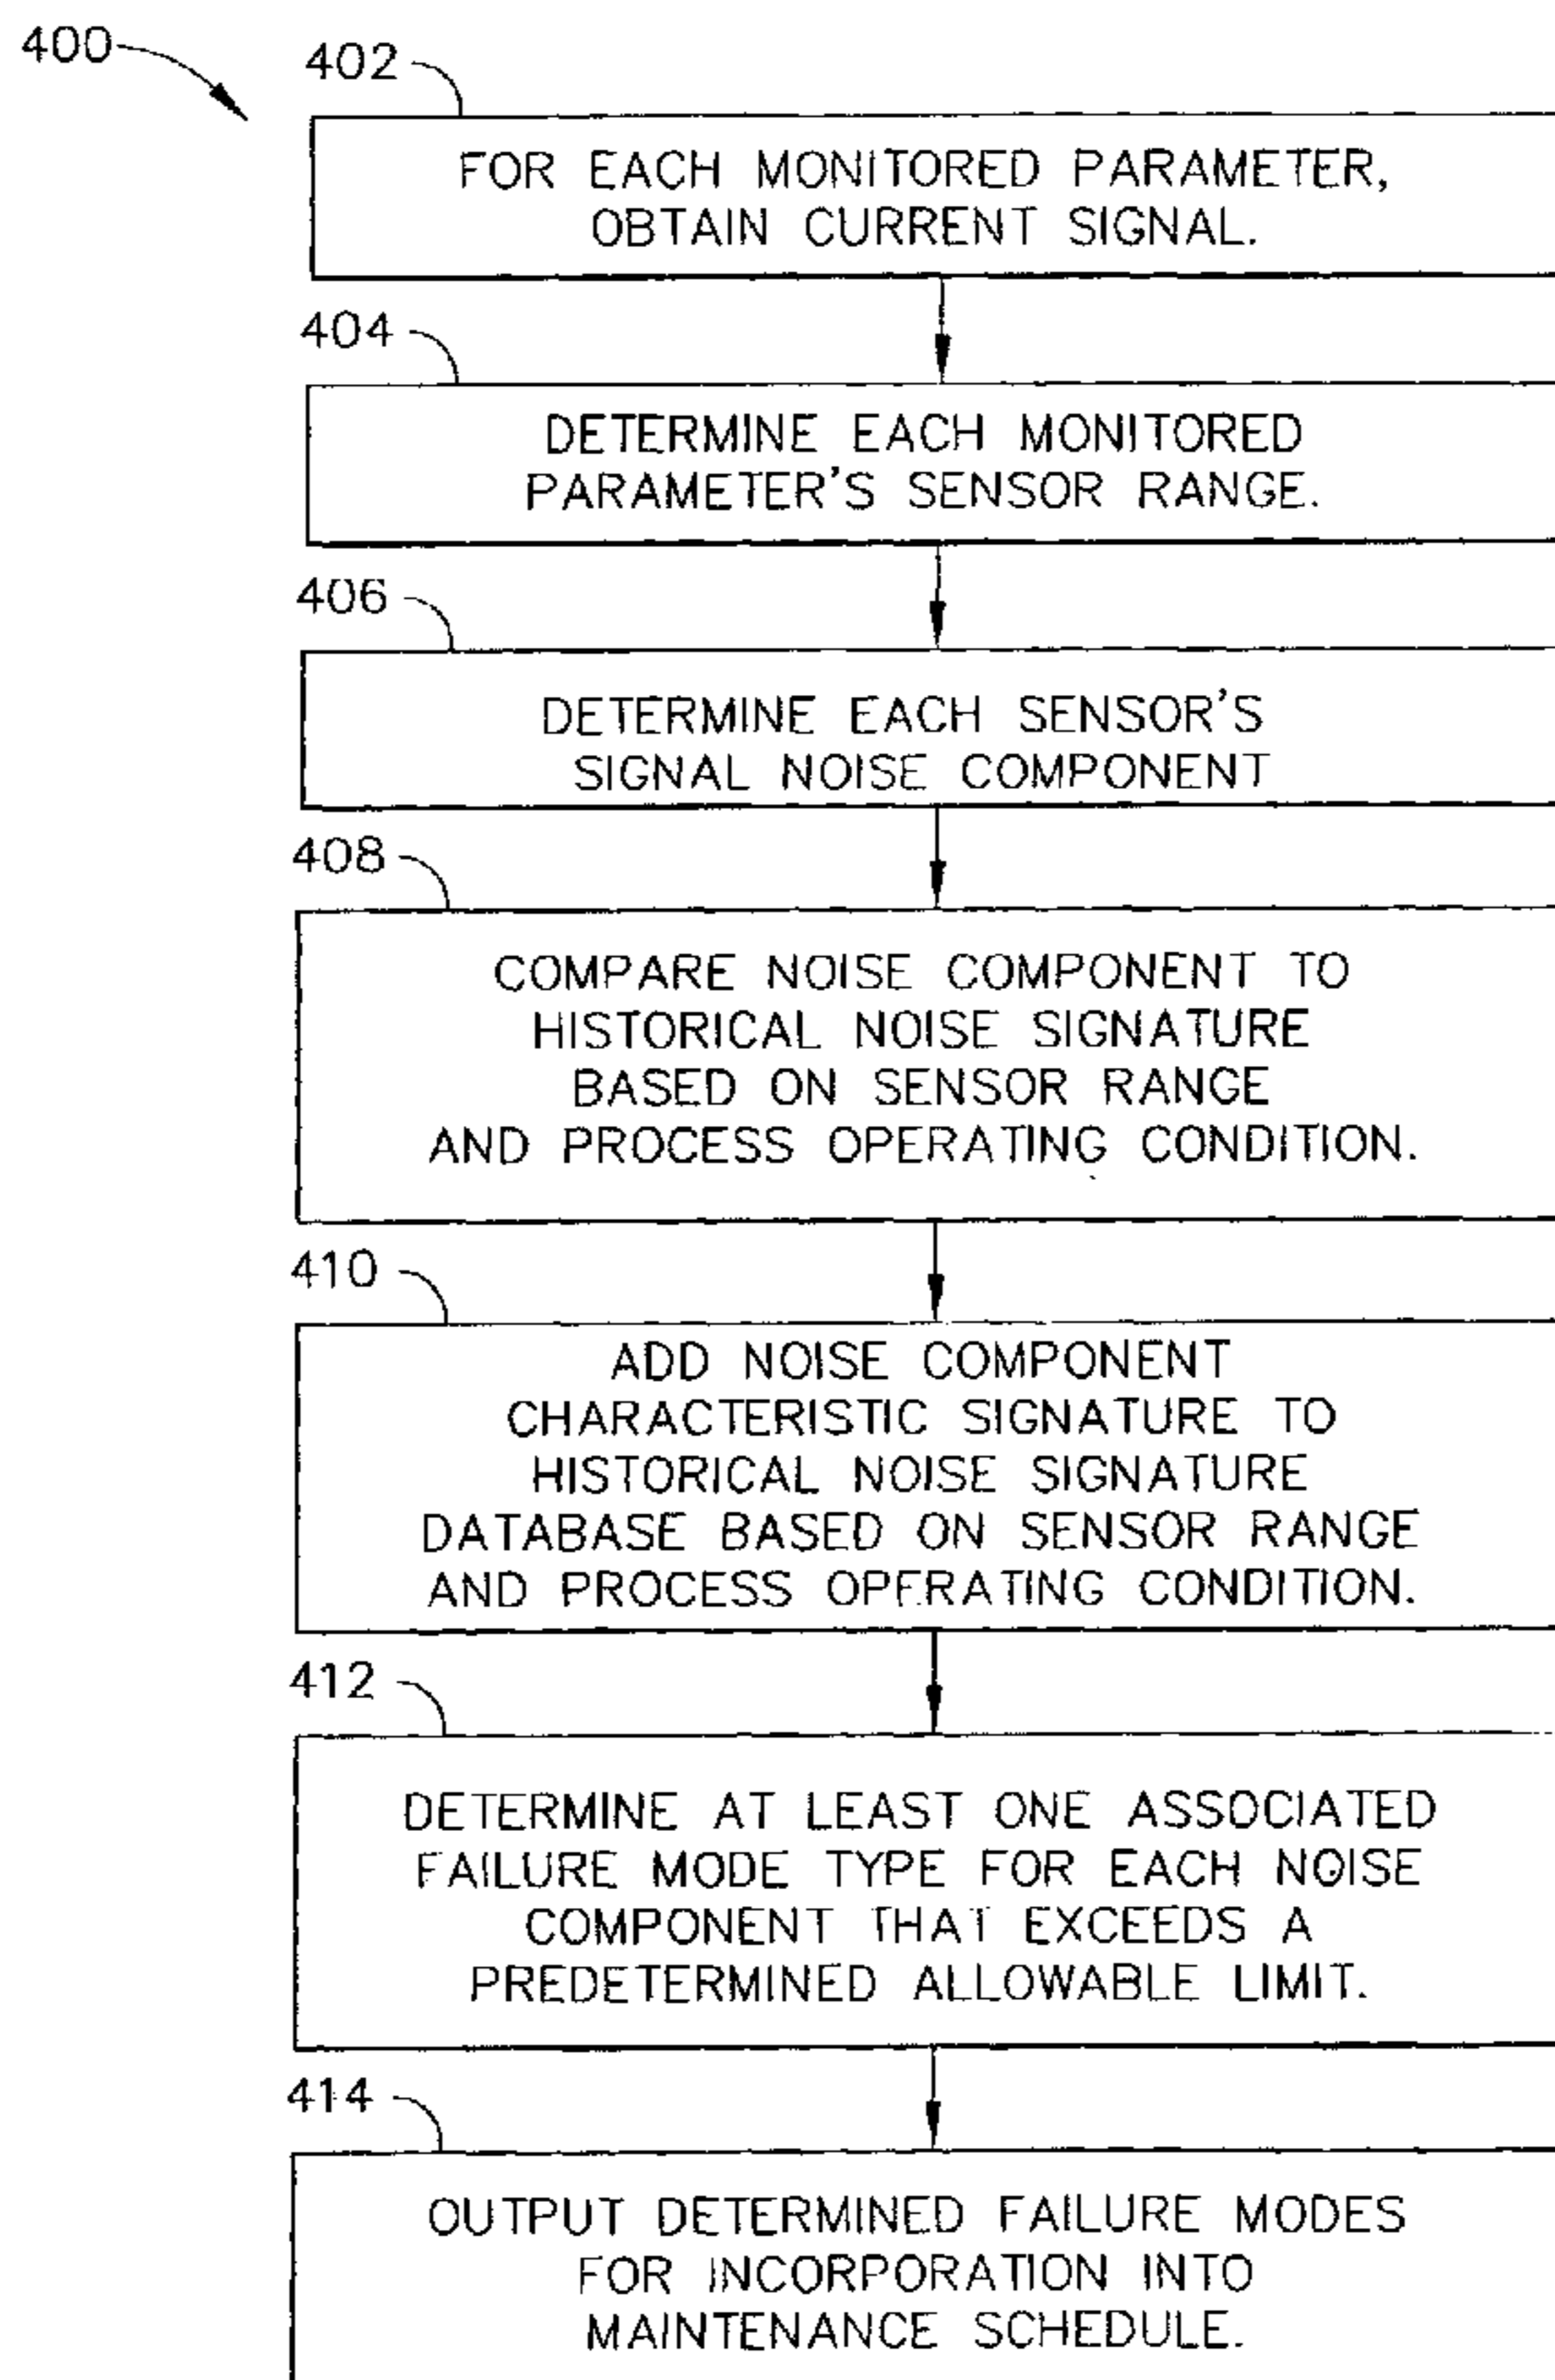 400
402
FOR EACH MONITORED PARAMETER,
OBTAIN CURRENT SIGNAL.
404
DETERMINE EACH MONITORED
PARAMETER'S SENSOR RANGE.
406
DETERMINE EACH SENSOR'S
SIGNAL NOISE COMPONENT
408
COMPARE NOISE COMPONENT TO
HISTORICAL NOISE SIGNATURE
BASED ON SENSOR RANGE
AND PROCESS OPERATING CONDITION.
410
ADD NOISE COMPONENT
CHARACTERISTIC SIGNATURE TO
HISTORICAL NOISE SIGNATURE
DATABASE BASED ON SENSOR RANGE
AND PROCESS OPERATING CONDITION.
412
DETERMINE AT LEAST ONE ASSOCIATED
FAILURE MODE TYPE FOR EACH NOISE
COMPONENT THAT EXCEEDS A
PREDETERMINED ALLOWABLE LIMIT.
414
OUTPUT DETERMINED FAILURE MODES
FOR INCORPORATION INTO
MAINTENANCE SCHEDULE.